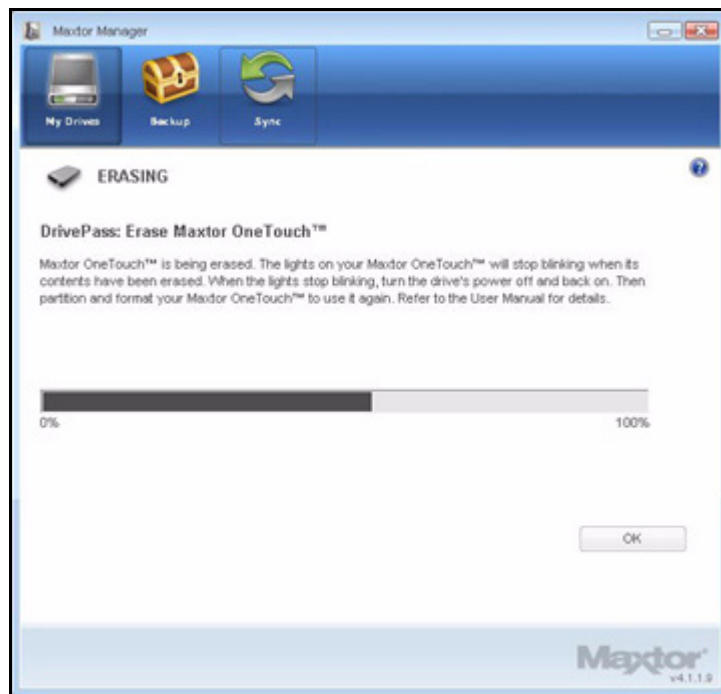 Maxtor Manager
My Drives Backup Sync
ERASING
DrivePass: Erase Maxtor OneTouch™
Maxtor OneTouch™ is being erased. The lights on your Maxtor OneTouch™ will stop blinking when its
contents have been erased. When the lights stop blinking, turn the drive's power off and back on. Then
partition and format your Maxtor OneTouch™ to use it again. Refer to the User Manual for details.
0% 100%
OK
Maxtor
v4.1.1.9